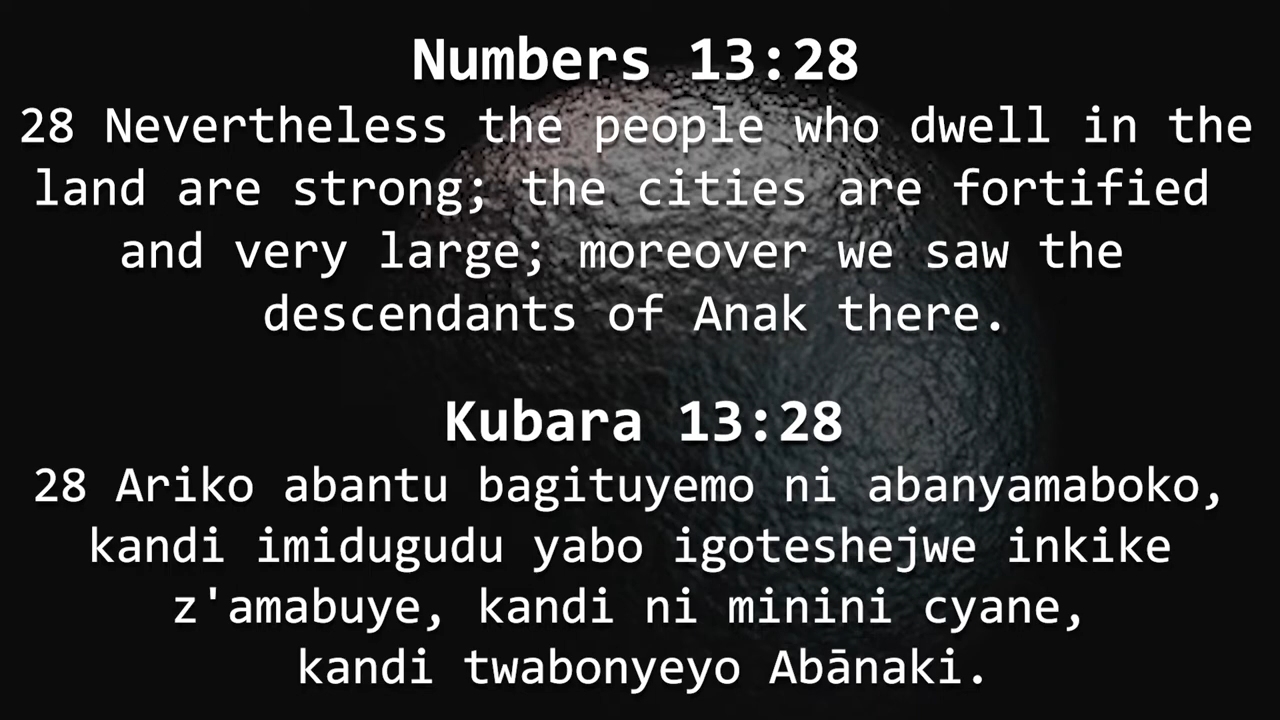 Numbers 13:28
28 Nevertheless the people who dwell in the
land are strong; the cities are fortified
and very large; moreover we saw the
descendants of Anak there.
Kubara 13:28
28 Ariko abantu bagituyemo ni abanyamaboko,
kandi imidugudu yabo igoteshejwe inkike
z'amabuye, kandi ni minini cyane,
kandi twabonyeyo Abānaki.